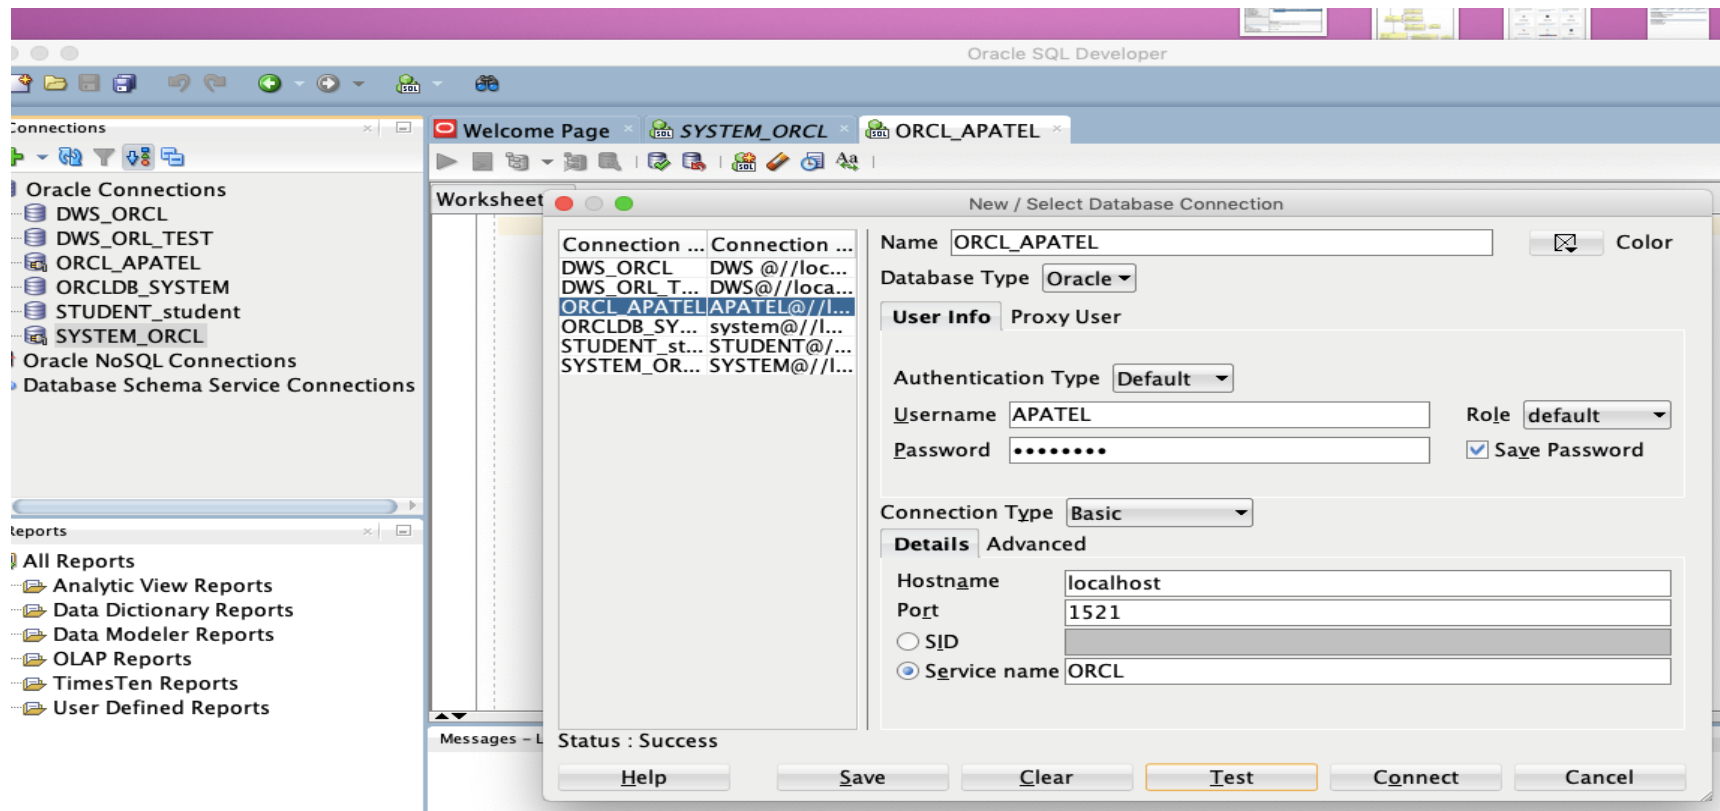 Oracle SQL Developer
Connections
Welcome Page
SYSTEM_ORCL
ORCL_APATEL
Oracle Connections
DWS_ORCL
DWS_ORL_TEST
ORCL_APATEL
ORCLDB_SYSTEM
STUDENT_student
SYSTEM_ORCL
Oracle NoSQL Connections
Database Schema Service Connections
Reports
All Reports
Analytic View Reports
Data Dictionary Reports
Data Modeler Reports
OLAP Reports
TimesTen Reports
User Defined Reports
Worksheet
Messages - L
New / Select Database Connection
Connection ... Connection ...
DWS_ORCL DWS @//loc...
DWS_ORL_T... DWS@//loca...
ORCL_APATEL APATEL@//l...
ORCLDB_SY... system@//l...
STUDENT_st... STUDENT@/...
SYSTEM_OR... SYSTEM@//l...
Name ORCL_APATEL Color
Database Type Oracle
User Info Proxy User
Authentication Type Default
Username APATEL Role default
Password •••••••• Save Password
Connection Type Basic
Details Advanced
Hostname localhost
Port 1521
SID
Service name ORCL
Status : Success
Help Save Clear Test Connect Cancel